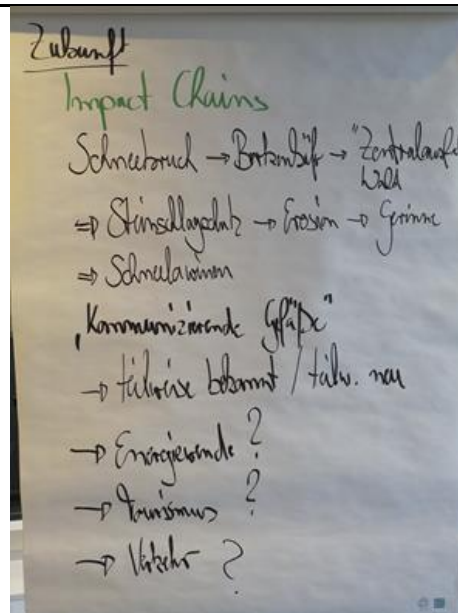 Zukunft
Impact Chains
Schneebruch → Borkenkäfer → "Zentralauf
Wald
⇒ Steinschlagschutz → Erosion → Gerinne
⇒ Schneelawinen
„Kommunizierende Gefäße"
→ teilweise bekannt / teilw. neu
→ Energiewende ?
→ Tourismus ?
→ Verkehr ?